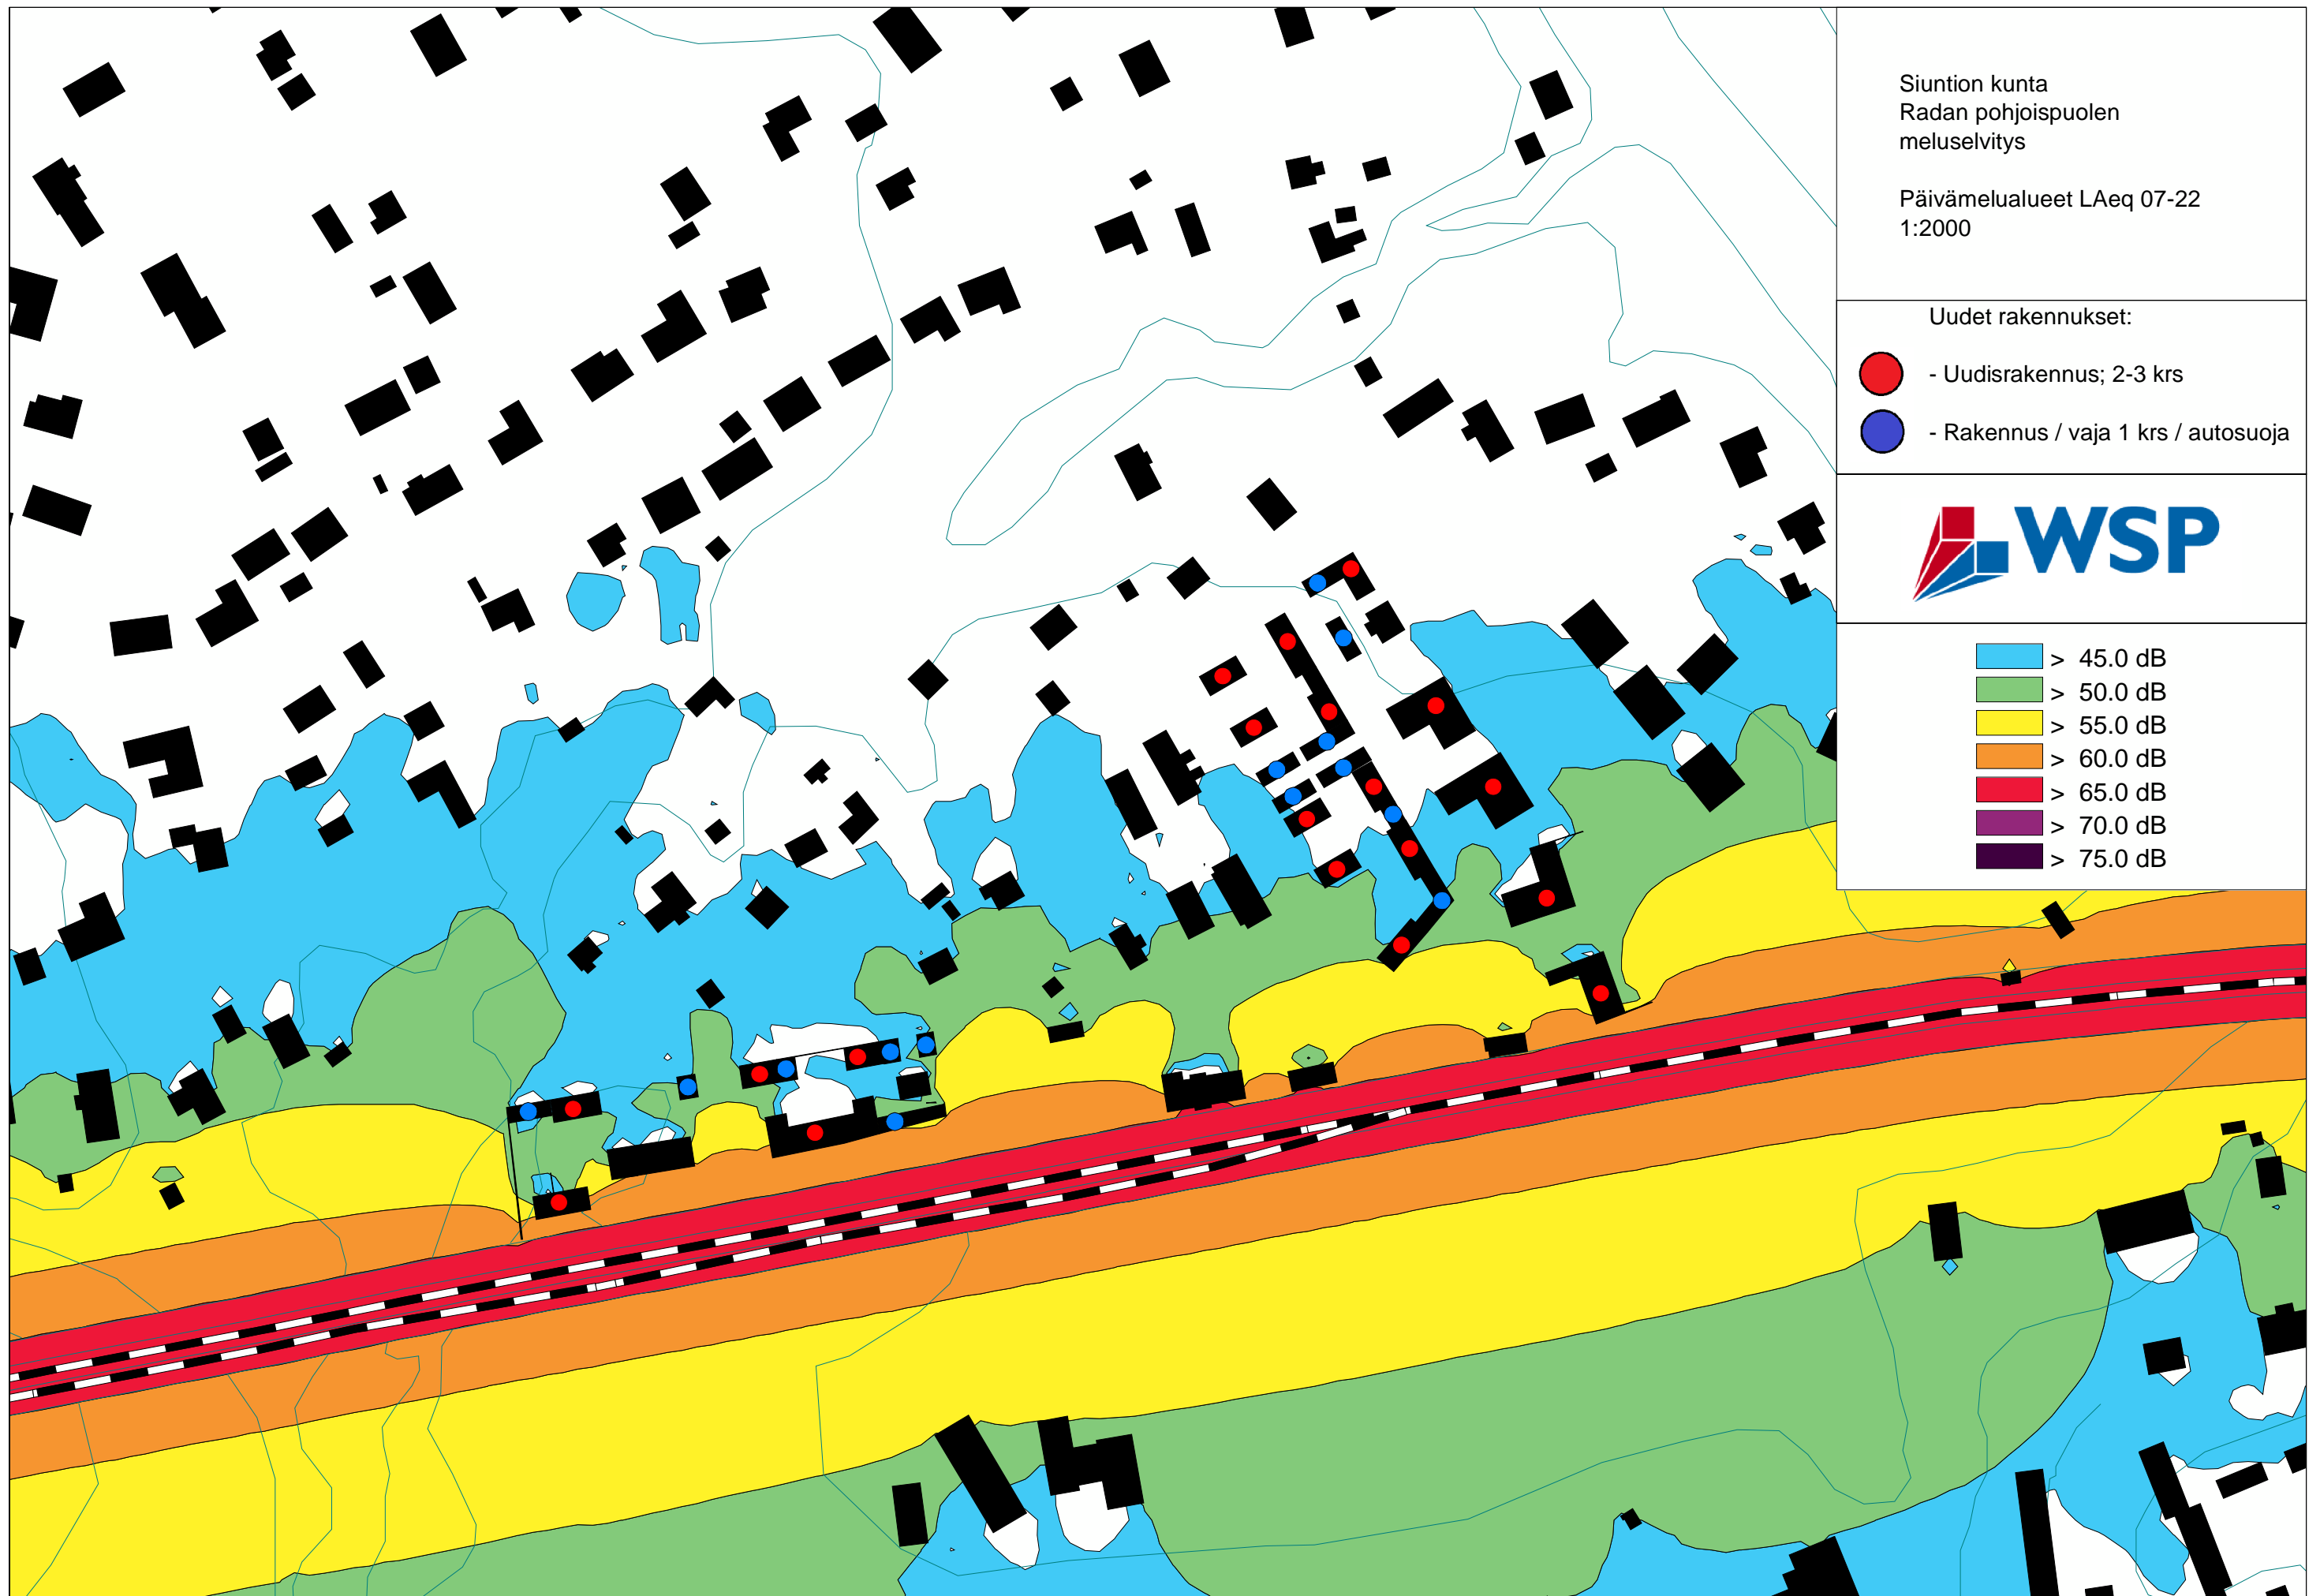 Siuntion kunta
Radan pohjoispuolen
meluselvitys
Päivämelualueet LAeq 07-22
1:2000
Uudet rakennukset:
- Uudisrakennus; 2-3 krs
- Rakennus / vaja 1 krs / autosuoja
WSP
> 45.0 dB
> 50.0 dB
> 55.0 dB
> 60.0 dB
> 65.0 dB
> 70.0 dB
> 75.0 dB